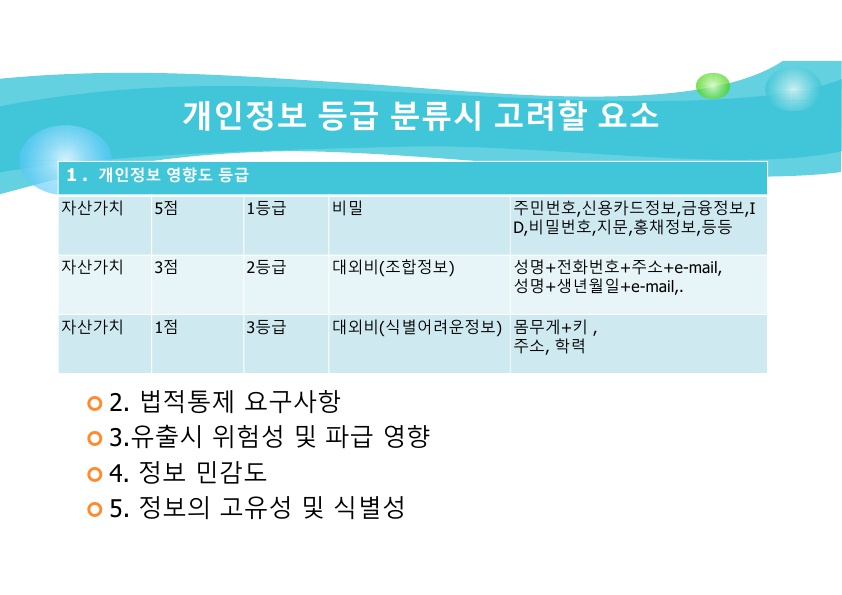 개인정보 등급 분류시 고려할 요소
1 . 개인정보 영향도 등급
자산가치 5점 1등급 비밀 주민번호,신용카드정보,금융정보,I
D,비밀번호,지문,홍채정보,등등
자산가치 3점 2등급 대외비(조합정보) 성명+전화번호+주소+e-mail,
성명+생년월일+e-mail,.
자산가치 1점 3등급 대외비(식별어려운정보) 몸무게+키 ,
주소, 학력
2. 법적통제 요구사항
3.유출시 위험성 및 파급 영향
4. 정보 민감도
5. 정보의 고유성 및 식별성